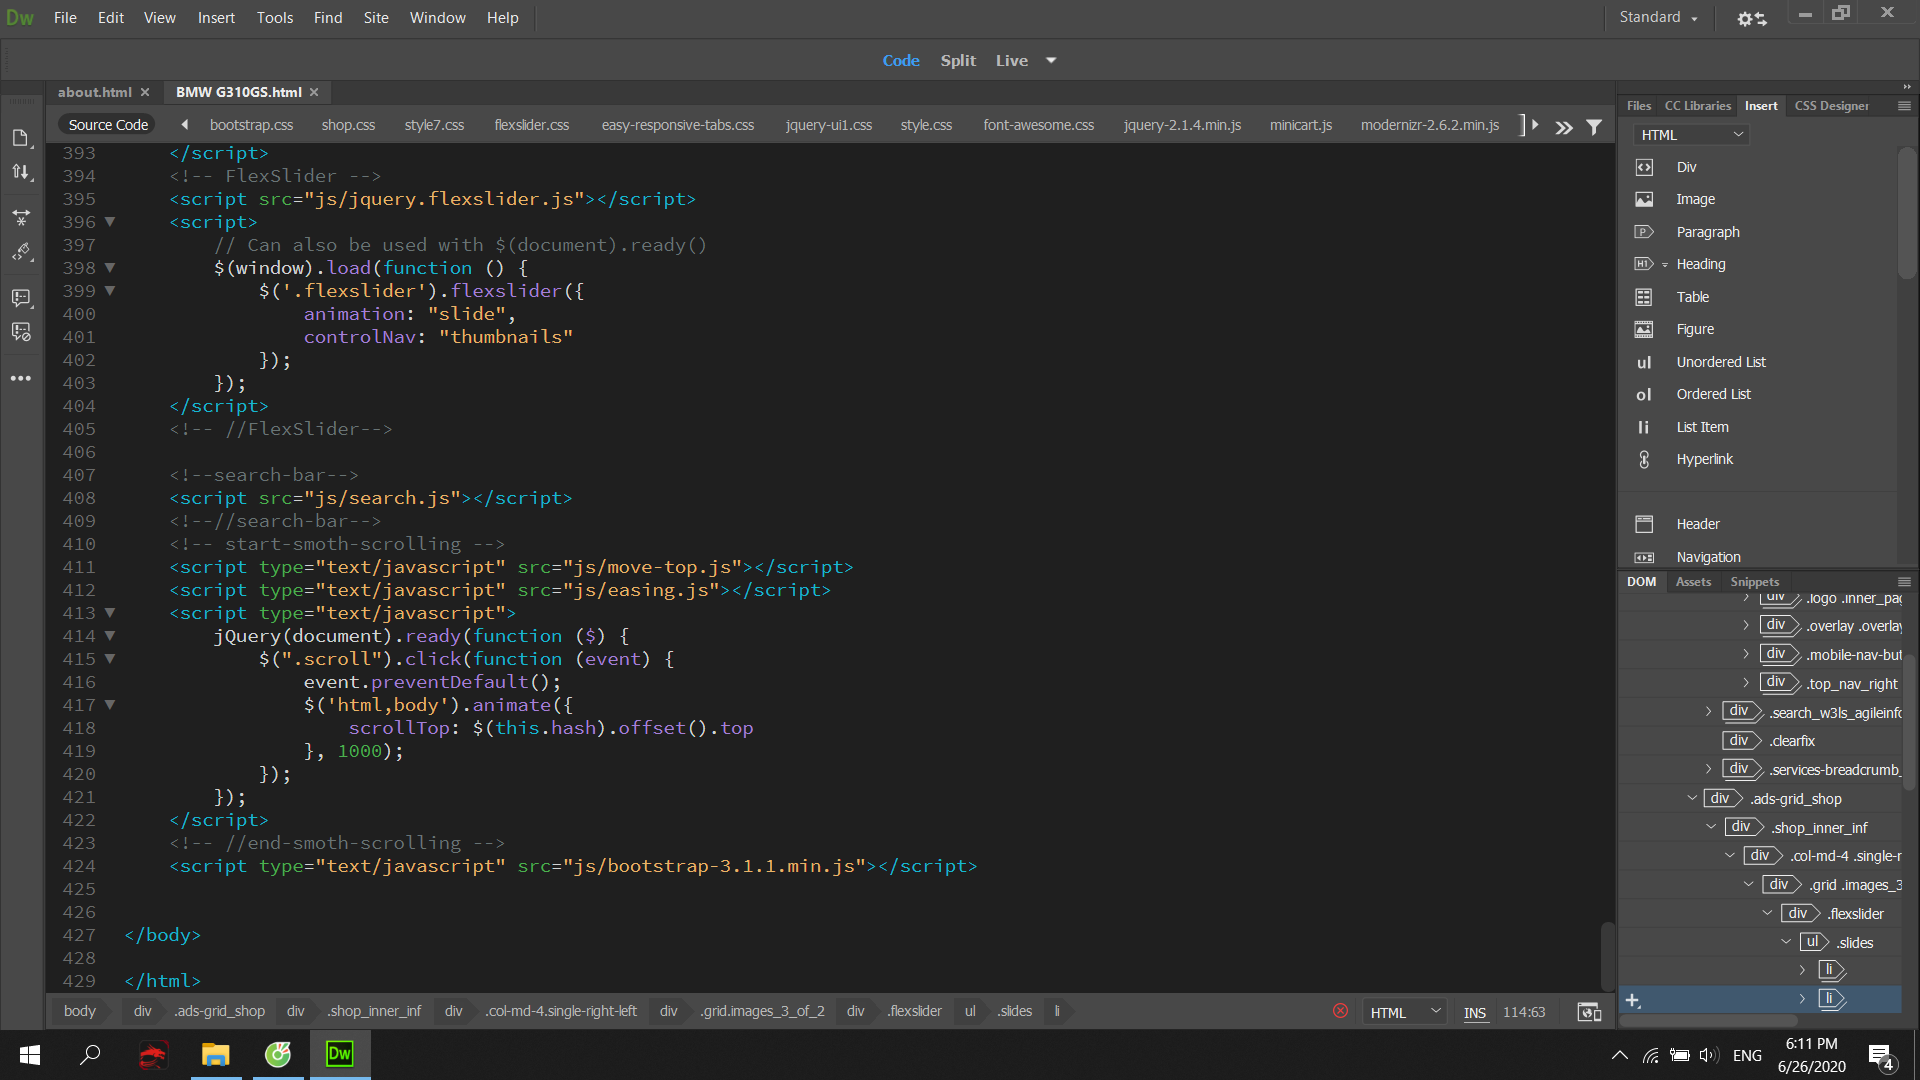 Dw File Edit View Insert Tools Find Site Window Help Standard
Code Split Live
about.html BMW G310GS.html
Source Code bootstrap.css shop.css style7.css flexslider.css easy-responsive-tabs.css jquery-ui1.css style.css font-awesome.css jquery-2.1.4.min.js minicart.js modernizr-2.6.2.min.js
393 </script>
394 <!-- FlexSlider -->
395 <script src="js/jquery.flexslider.js"></script>
396 <script>
397 // Can also be used with $(document).ready()
398 $(window).load(function () {
399 $('.flexslider').flexslider({
400 animation: "slide",
401 controlNav: "thumbnails"
402 });
403 });
404 </script>
405 <!-- //FlexSlider-->
406
407 <!--search-bar-->
408 <script src="js/search.js"></script>
409 <!--//search-bar-->
410 <!-- start-smoth-scrolling -->
411 <script type="text/javascript" src="js/move-top.js"></script>
412 <script type="text/javascript" src="js/easing.js"></script>
413 <script type="text/javascript">
414 jQuery(document).ready(function ($) {
415 $(".scroll").click(function (event) {
416 event.preventDefault();
417 $('html,body').animate({
418 scrollTop: $(this.hash).offset().top
419 }, 1000);
420 });
421 });
422 </script>
423 <!-- //end-smoth-scrolling -->
424 <script type="text/javascript" src="js/bootstrap-3.1.1.min.js"></script>
425
426
427 </body>
428
429 </html>
body div .ads-grid_shop div .shop_inner_inf div .col-md-4.single-right-left div .grid.images_3_of_2 div .flexslider ul .slides li HTML INS 114:63
Files CC Libraries Insert CSS Designer
HTML
Div
Image
Paragraph
H1 Heading
Table
Figure
ul Unordered List
ol Ordered List
li List Item
Hyperlink
Header
Navigation
DOM Assets Snippets
div .logo .inner_pag
div .overlay .overlay
div .mobile-nav-but
div .top_nav_right
div .search_w3ls_agileinfo
div .clearfix
div .services-breadcrumb_
div .ads-grid_shop
div .shop_inner_inf
div .col-md-4 .single-r
div .grid .images_3
div .flexslider
ul .slides
li
li
Dw ENG 6:11 PM
6/26/2020 4